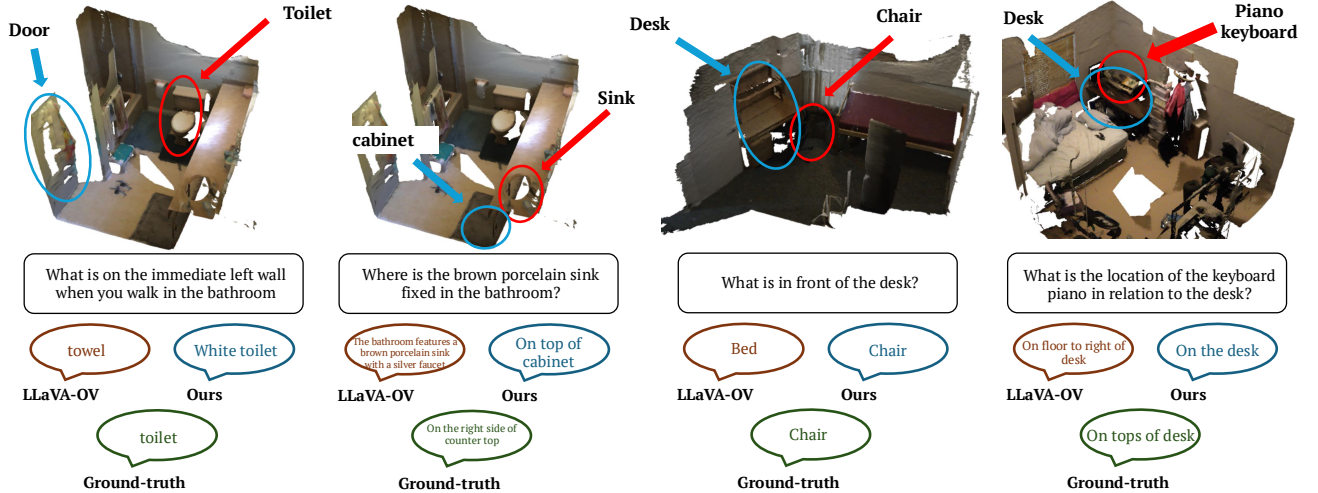 Door
Toilet
What is on the immediate left wall
when you walk in the bathroom
towel
White toilet
LLaVA-OV
Ours
toilet
Ground-truth
cabinet
Sink
Where is the brown porcelain sink
fixed in the bathroom?
The bathroom features a
brown porcelain sink
with a silver faucet
On top of
cabinet
LLaVA-OV
Ours
On the right side of
counter top
Ground-truth
Desk
Chair
What is in front of the desk?
Bed
Chair
LLaVA-OV
Ours
Chair
Ground-truth
Desk
Piano
keyboard
What is the location of the keyboard
piano in relation to the desk?
On floor to right of
desk
On the desk
LLaVA-OV
Ours
On tops of desk
Ground-truth